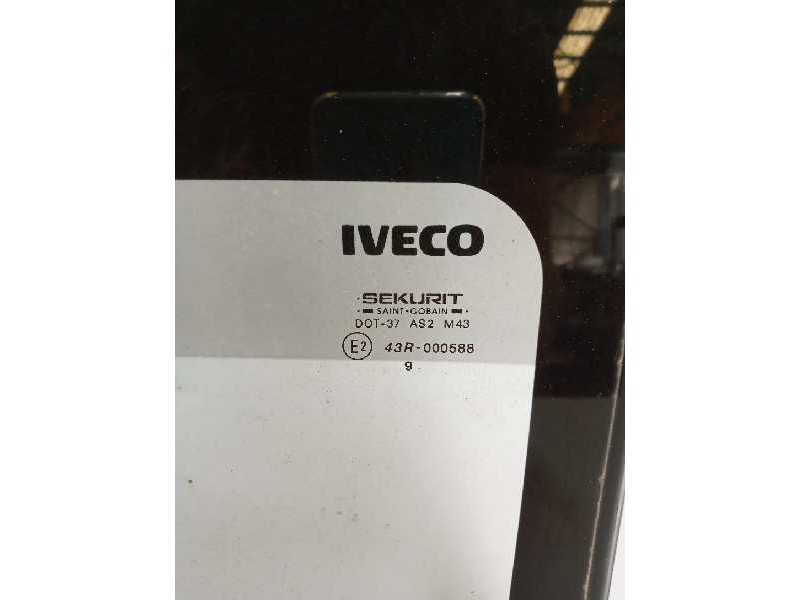 IVECO
SEKURIT
SAINT-GOBAIN
DOT-37 AS2 M43
E2 43R-000588
9